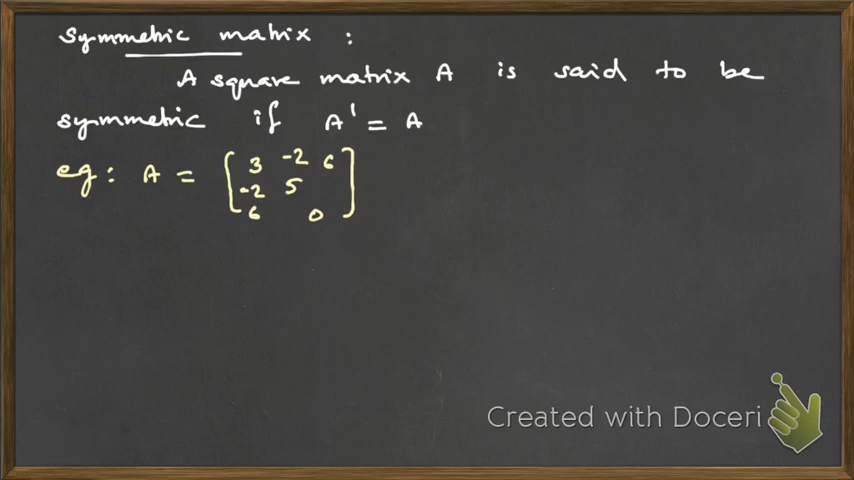 symmetric matrix :
A square matrix A is said to be
symmetric if A' = A
eg: A = [ 3 -2 6
-2 5
6 0 ]
Created with Doceri